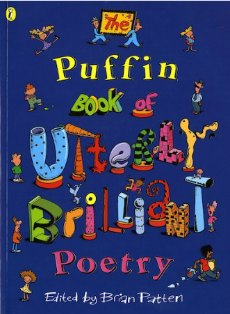 The
Puffin
BOOK of
UTTERLY
BRILLIANT
Poetry
Edited by Brian Patten